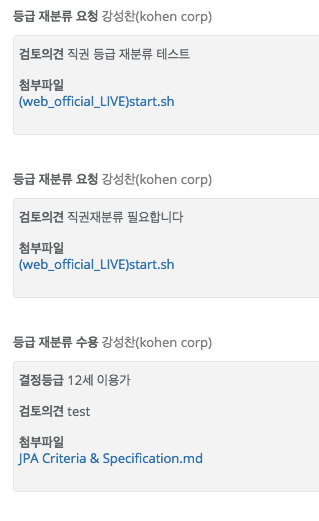 등급 재분류 요청 강성찬(kohen corp)
검토의견 직권 등급 재분류 테스트
첨부파일
(web_official_LIVE)start.sh
등급 재분류 요청 강성찬(kohen corp)
검토의견 직권재분류 필요합니다
첨부파일
(web_official_LIVE)start.sh
등급 재분류 수용 강성찬(kohen corp)
결정등급 12세 이용가
검토의견 test
첨부파일
JPA Criteria & Specification.md